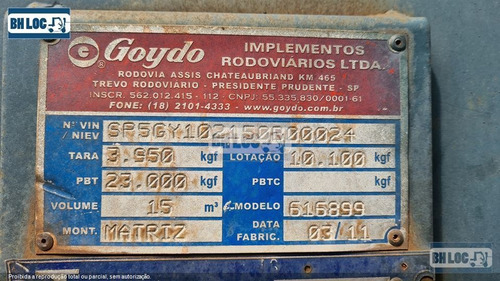 BH LOC
Goydo
IMPLEMENTOS
RODOVIÁRIOS LTDA.
RODOVIA ASSIS CHATEAUBRIAND KM 465
TREVO RODOVIARIO - PRESIDENTE PRUDENTE - SP
INSCR. 562.012.415 - 112 - CNPJ: 55.335.830/0001-61
FONE: (18) 2101-4333 - www.goydo.com.br
Nº VIN / NIEV
TARA 3.950 kgf LOTAÇÃO 10.100 kgf
PBT 23.000 kgf PBTC kgf
VOLUME 15 m³ MODELO 616899
MONT. MATRIZ DATA FABRIC. 03/11
BH LOC
Proibida a reprodução total ou parcial, sem autorização.